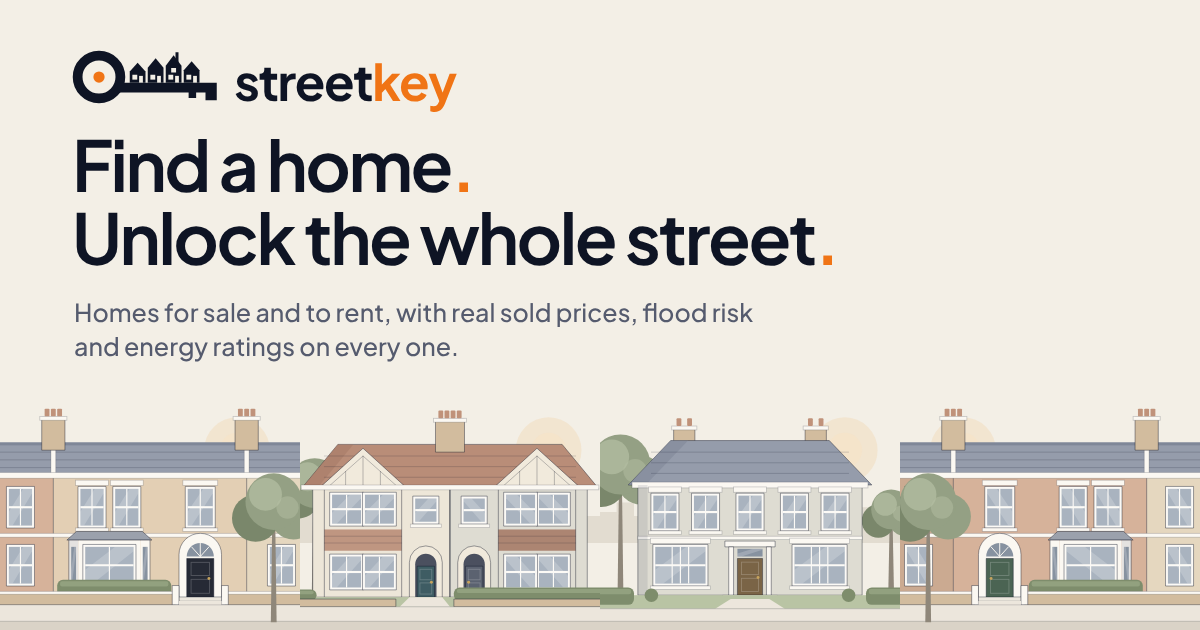 streetkey
Find a home.
Unlock the whole street.
Homes for sale and to rent, with real sold prices, flood risk
and energy ratings on every one.